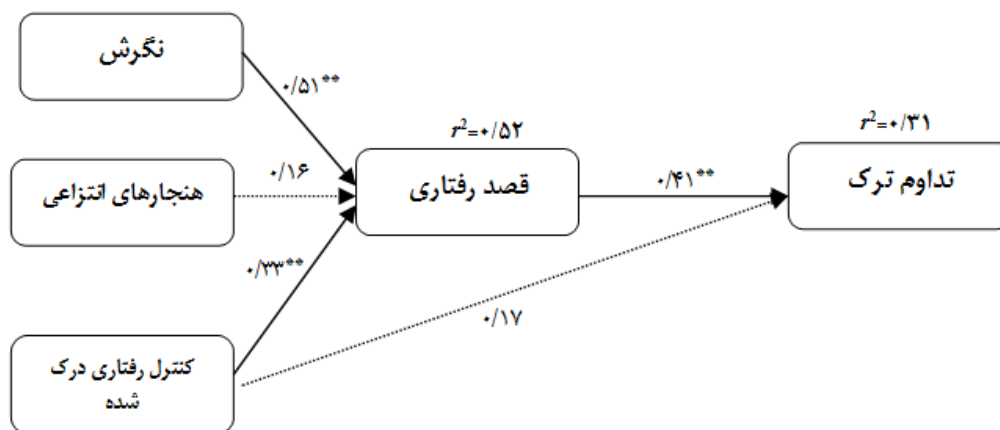 نگرش
۰/۵۱**
r²=۰/۵۲
r²=۰/۳۱
هنجارهای انتزاعی
۰/۱۶
قصد رفتاری
۰/۴۱**
تداوم ترک
۰/۳۳**
۰/۱۷
کنترل رفتاری درک
شده